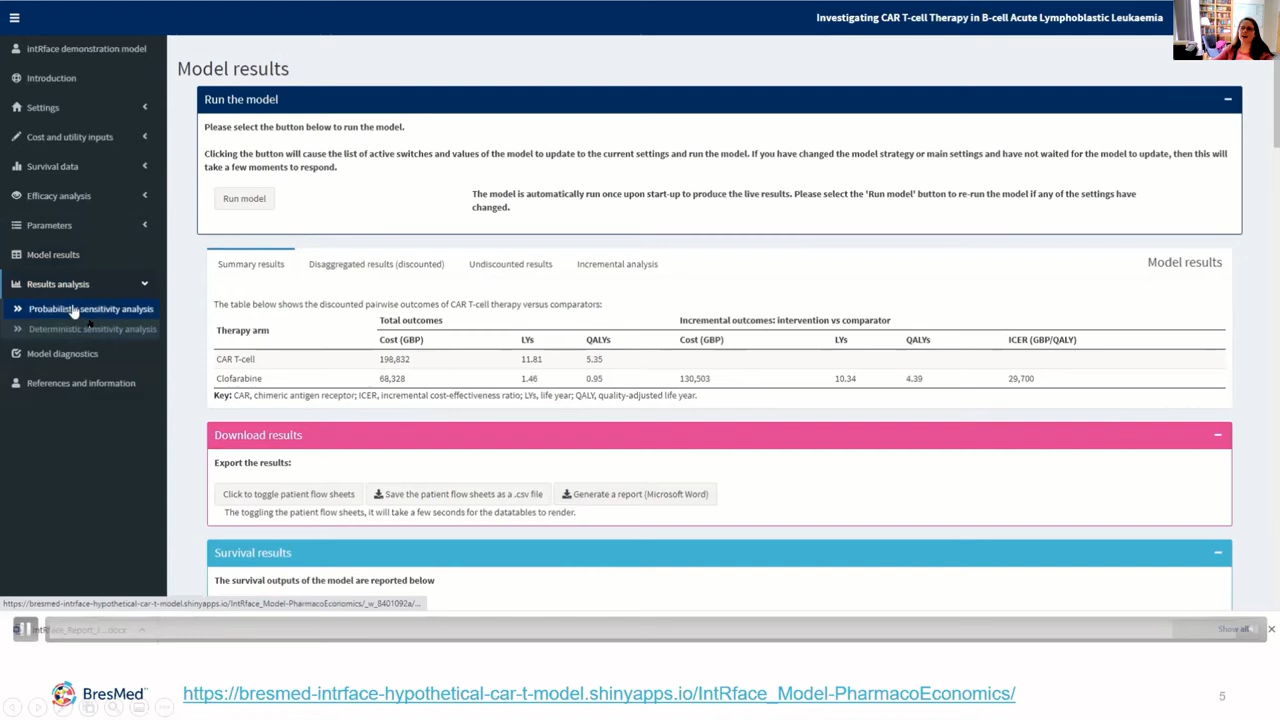 Investigating CAR T-cell Therapy in B-cell Acute Lymphoblastic Leukaemia
intRface demonstration model
Introduction
Settings
Cost and utility inputs
Survival data
Efficacy analysis
Parameters
Model results
Results analysis
Probabilistic sensitivity analysis
Deterministic sensitivity analysis
Model diagnostics
References and information
Model results
Run the model
Please select the button below to run the model.
Clicking the button will cause the list of active switches and values of the model to update to the current settings and run the model. If you have changed the model strategy or main settings and have not waited for the model to update, then this will
take a few moments to respond.
Run model
The model is automatically run once upon start-up to produce the live results. Please select the 'Run model' button to re-run the model if any of the settings have
changed.
Summary results Disaggregated results (discounted) Undiscounted results Incremental analysis Model results
The table below shows the discounted pairwise outcomes of CAR T-cell therapy versus comparators:
Therapy arm Total outcomes Incremental outcomes: intervention vs comparator
Cost (GBP) LYs QALYs Cost (GBP) LYs QALYs ICER (GBP/QALY)
CAR T-cell 198,832 11.81 5.35
Clofarabine 68,328 1.46 0.95 130,503 10.34 4.39 29,700
Key: CAR, chimeric antigen receptor; ICER, incremental cost-effectiveness ratio; LYs, life year; QALY, quality-adjusted life year.
Download results
Export the results:
Click to toggle patient flow sheets Save the patient flow sheets as a .csv file Generate a report (Microsoft Word)
The toggling the patient flow sheets, it will take a few seconds for the datatables to render.
Survival results
The survival outputs of the model are reported below
https://bresmed-intrface-hypothetical-car-t-model.shinyapps.io/IntRface_Model-PharmacoEconomics/_w_8401092a/...
IntRface_Report_(....docx Show all
BresMed™ https://bresmed-intrface-hypothetical-car-t-model.shinyapps.io/IntRface_Model-PharmacoEconomics/ 5